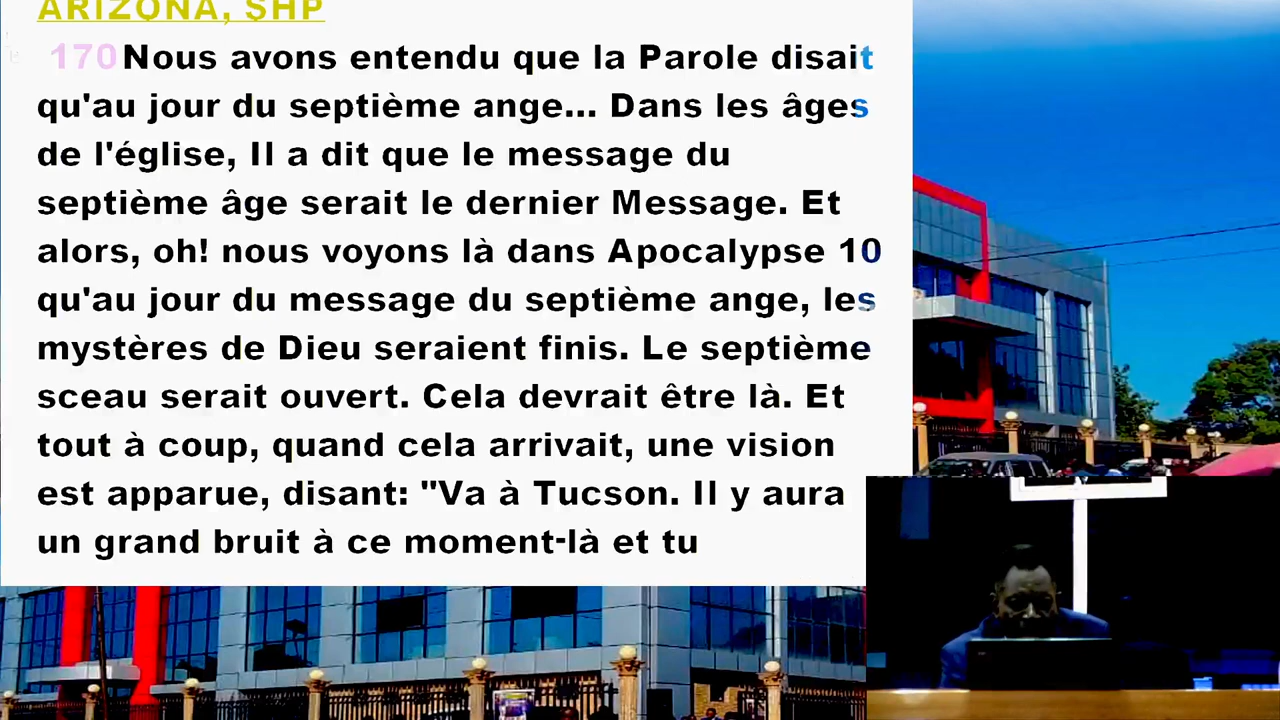 ARIZONA, SHP
170 Nous avons entendu que la Parole disait
qu'au jour du septième ange... Dans les âges
de l'église, Il a dit que le message du
septième âge serait le dernier Message. Et
alors, oh! nous voyons là dans Apocalypse 10
qu'au jour du message du septième ange, les
mystères de Dieu seraient finis. Le septième
sceau serait ouvert. Cela devrait être là. Et
tout à coup, quand cela arrivait, une vision
est apparue, disant: "Va à Tucson. Il y aura
un grand bruit à ce moment-là et tu